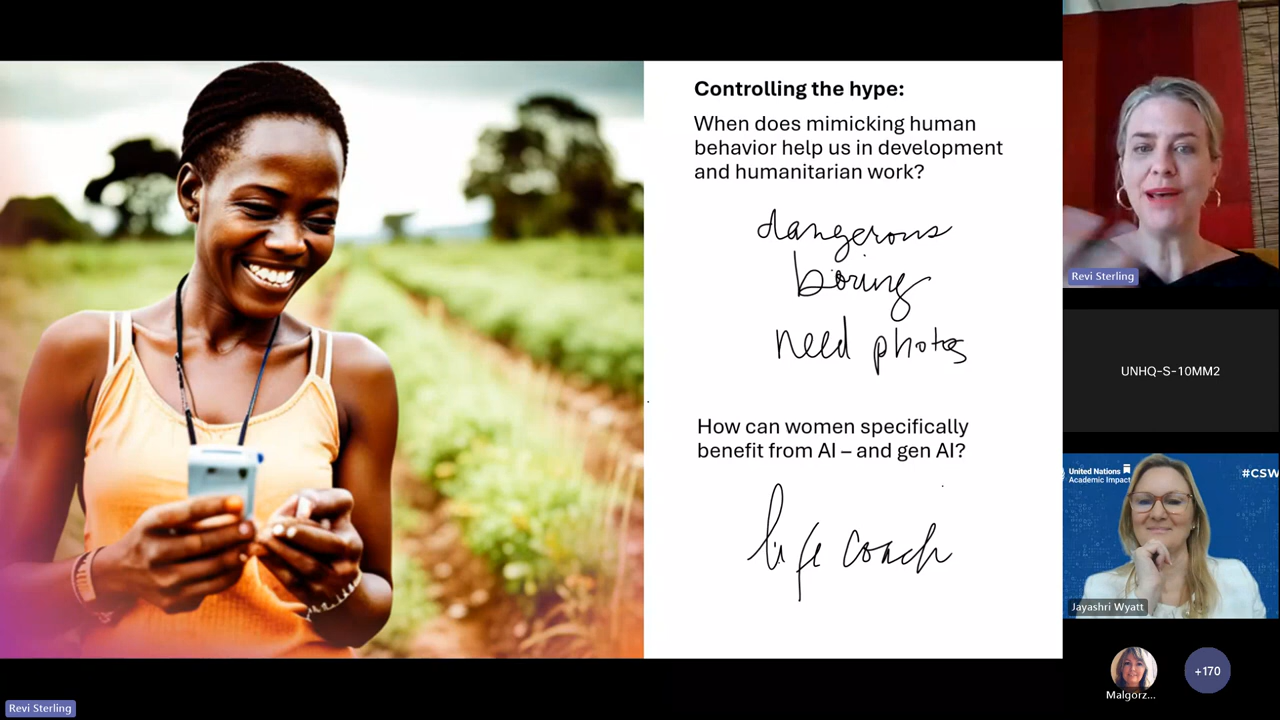 Controlling the hype:
When does mimicking human
behavior help us in development
and humanitarian work?
dangerous
boring
need photos
How can women specifically
benefit from AI – and gen AI?
life coach
Revi Sterling
UNHQ-S-10MM2
United Nations
Academic Impact
#CSW
Jayashri Wyatt
Malgorz...
+170
Revi Sterling